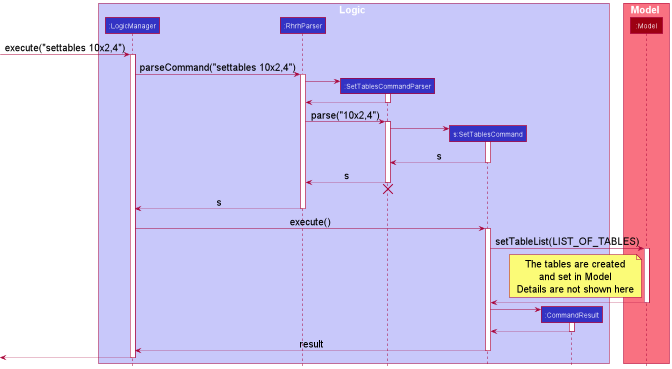 Logic
Model
:LogicManager
:RhrhParser
:Model
execute("settables 10x2,4")
parseCommand("settables 10x2,4")
:SetTablesCommandParser
parse("10x2,4")
s:SetTablesCommand
s
s
s
execute()
setTableList(LIST_OF_TABLES)
The tables are created
and set in Model
Details are not shown here
:CommandResult
result